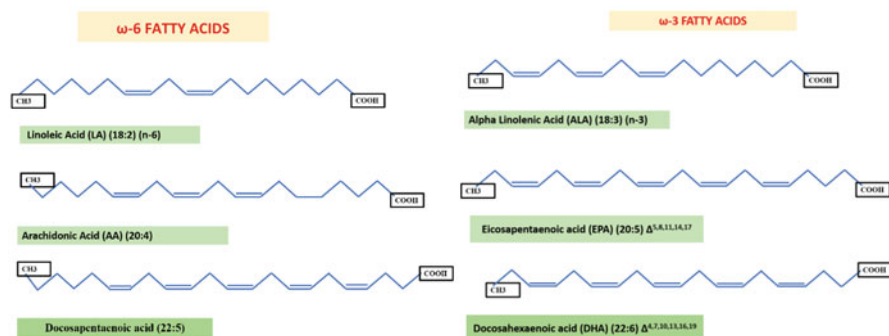 ω-6 FATTY ACIDS
CH3
COOH
Linoleic Acid (LA) (18:2) (n-6)
CH3
COOH
Arachidonic Acid (AA) (20:4)
CH3
COOH
Docosapentaenoic acid (22:5)
ω-3 FATTY ACIDS
CH3
COOH
Alpha Linolenic Acid (ALA) (18:3) (n-3)
CH3
COOH
Eicosapentaenoic acid (EPA) (20:5) Δ5,8,11,14,17
CH3
COOH
Docosahexaenoic acid (DHA) (22:6) Δ4,7,10,13,16,19